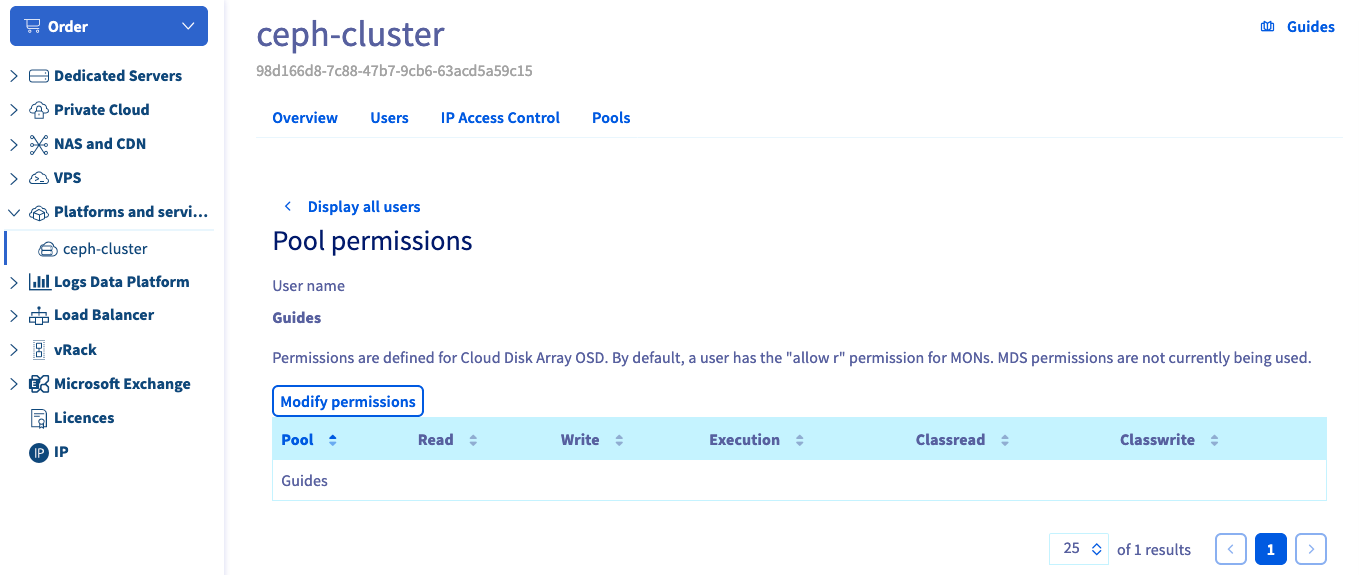 Order
Dedicated Servers
Private Cloud
NAS and CDN
VPS
Platforms and servi...
ceph-cluster
Logs Data Platform
Load Balancer
vRack
Microsoft Exchange
Licences
IP IP
ceph-cluster
98d166d8-7c88-47b7-9cb6-63acd5a59c15
Guides
Overview Users IP Access Control Pools
Display all users
Pool permissions
User name
Guides
Permissions are defined for Cloud Disk Array OSD. By default, a user has the "allow r" permission for MONs. MDS permissions are not currently being used.
Modify permissions
Pool Read Write Execution Classread Classwrite
Guides
25 of 1 results 1